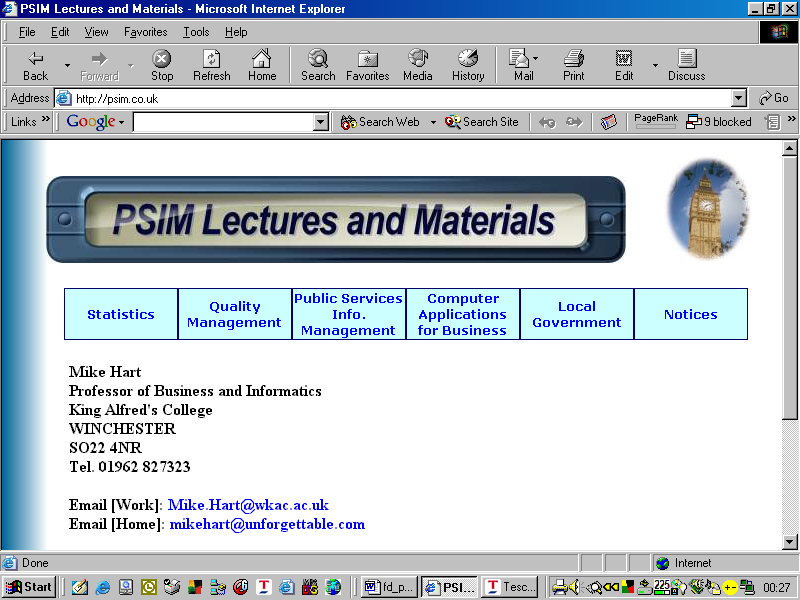 PSIM Lectures and Materials - Microsoft Internet Explorer
File Edit View Favorites Tools Help
Back Forward Stop Refresh Home Search Favorites Media History Mail Print Edit Discuss
Address http://psim.co.uk Go
Links » Google Search Web Search Site PageRank 9 blocked »
PSIM Lectures and Materials
Statistics
Quality
Management
Public Services
Info.
Management
Computer
Applications
for Business
Local
Government
Notices
Mike Hart
Professor of Business and Informatics
King Alfred's College
WINCHESTER
SO22 4NR
Tel. 01962 827323
Email [Work]: Mike.Hart@wkac.ac.uk
Email [Home]: mikehart@unforgettable.com
Done Internet
Start fd_p... PSI... Tesc... 225 00:27